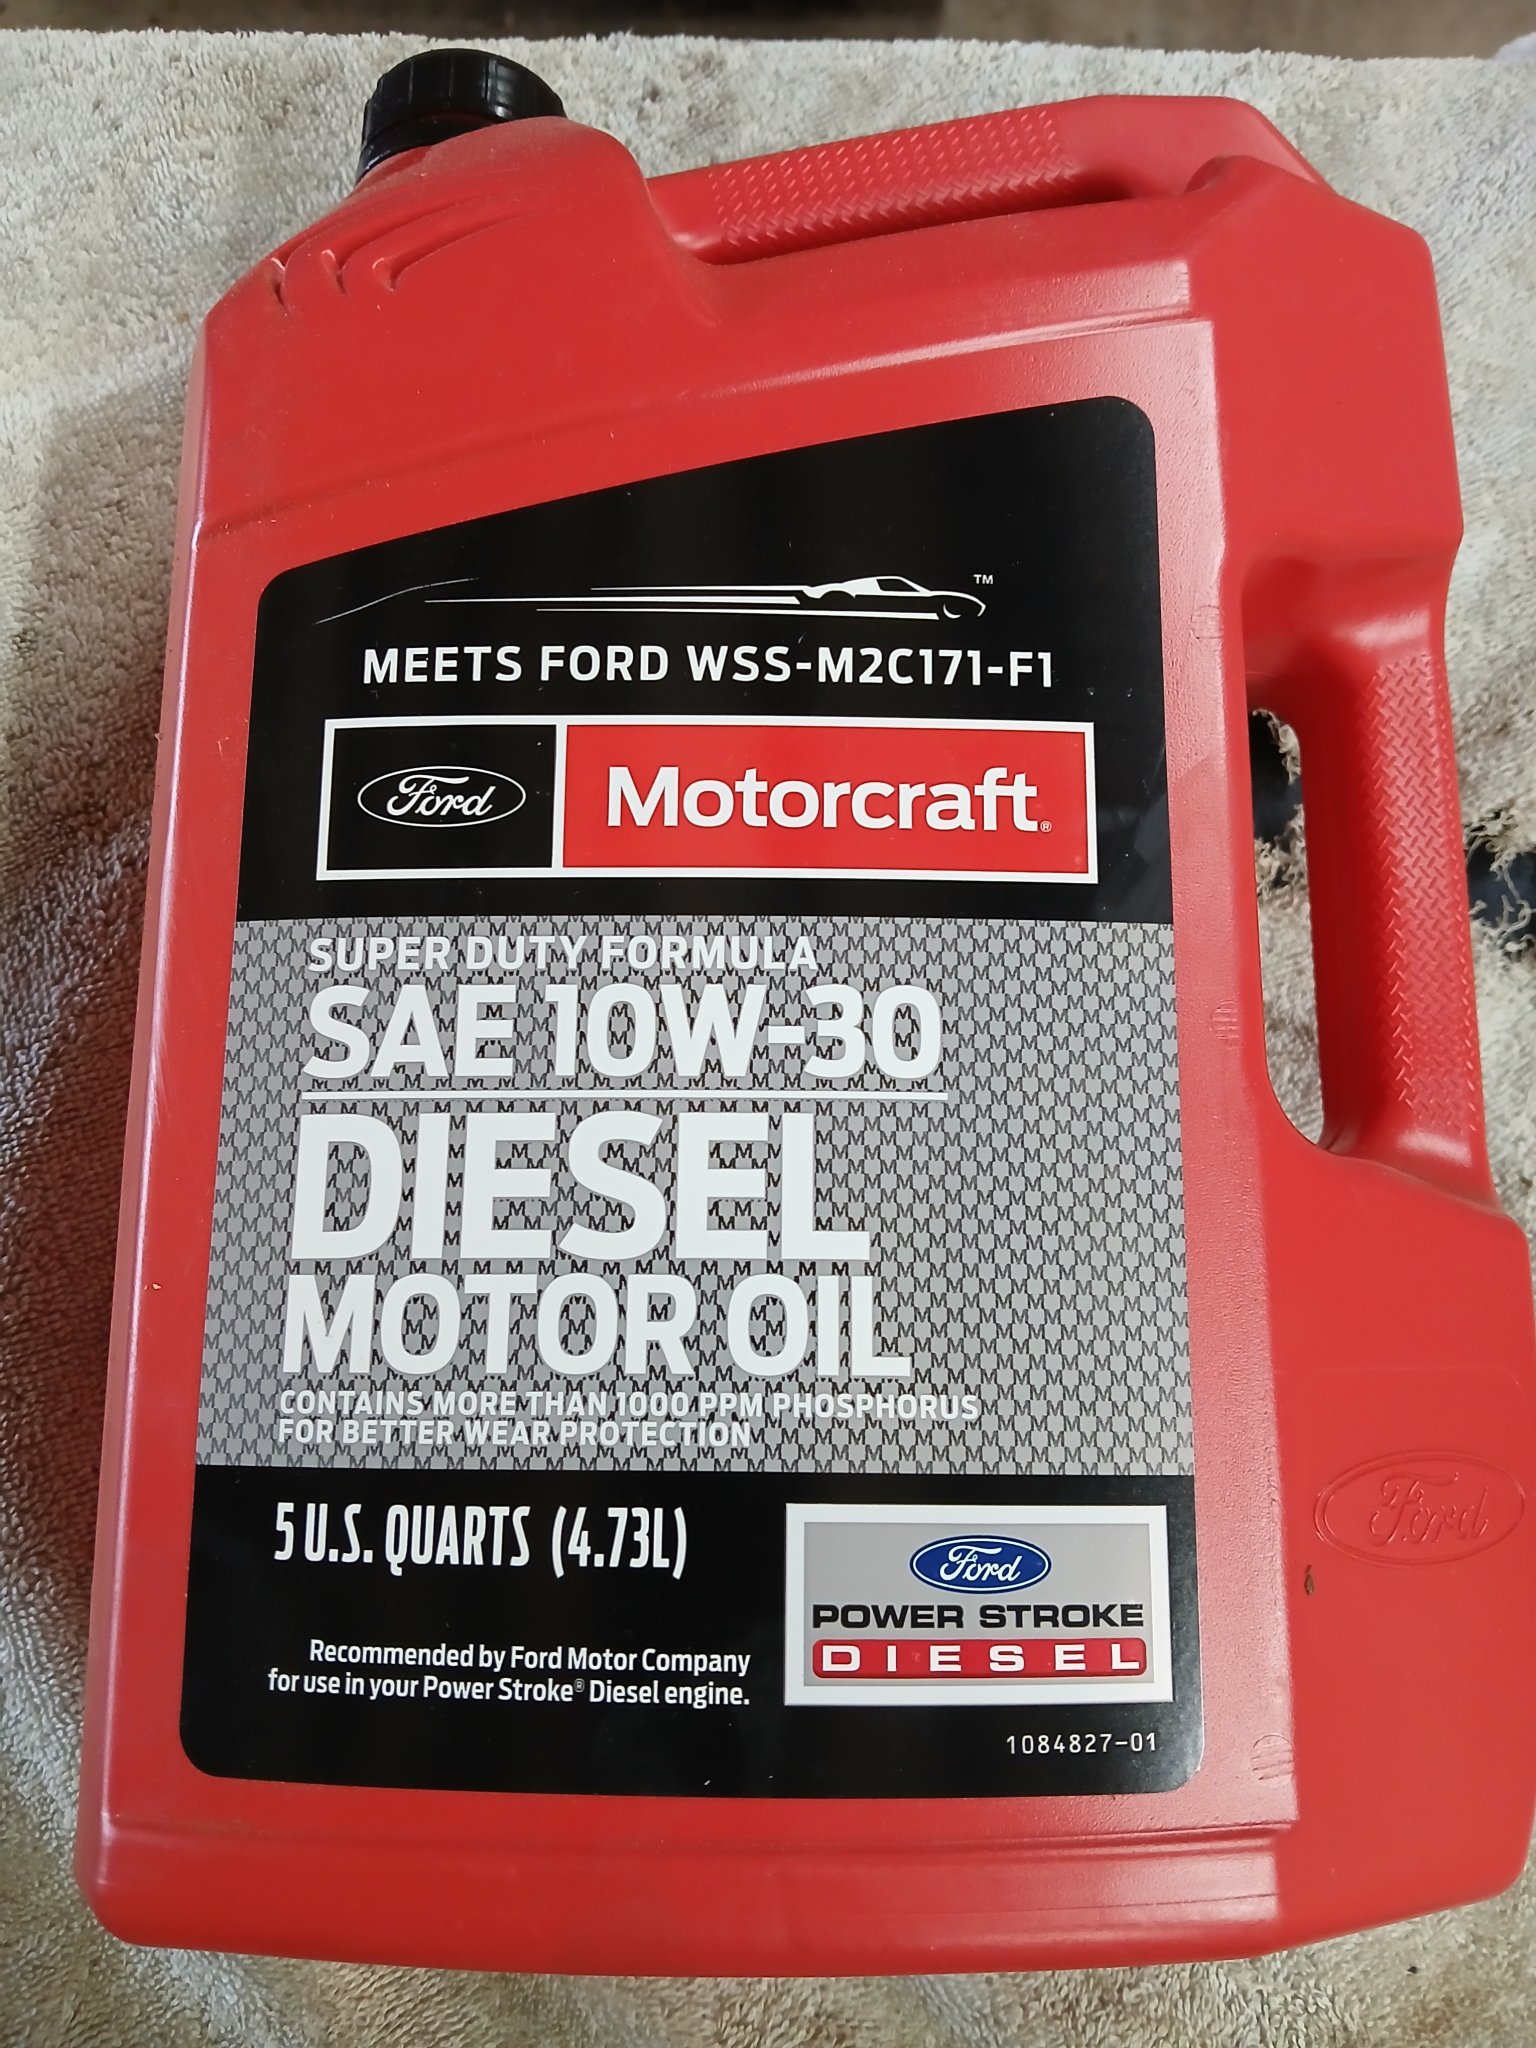 ™
MEETS FORD WSS-M2C171-F1
Ford Motorcraft®
SUPER DUTY FORMULA
SAE 10W-30
DIESEL
MOTOR OIL
CONTAINS MORE THAN 1000 PPM PHOSPHORUS
FOR BETTER WEAR PROTECTION
5 U.S. QUARTS (4.73L)
Recommended by Ford Motor Company
for use in your Power Stroke® Diesel engine.
Ford
POWER STROKE
DIESEL
1084827-01
Ford